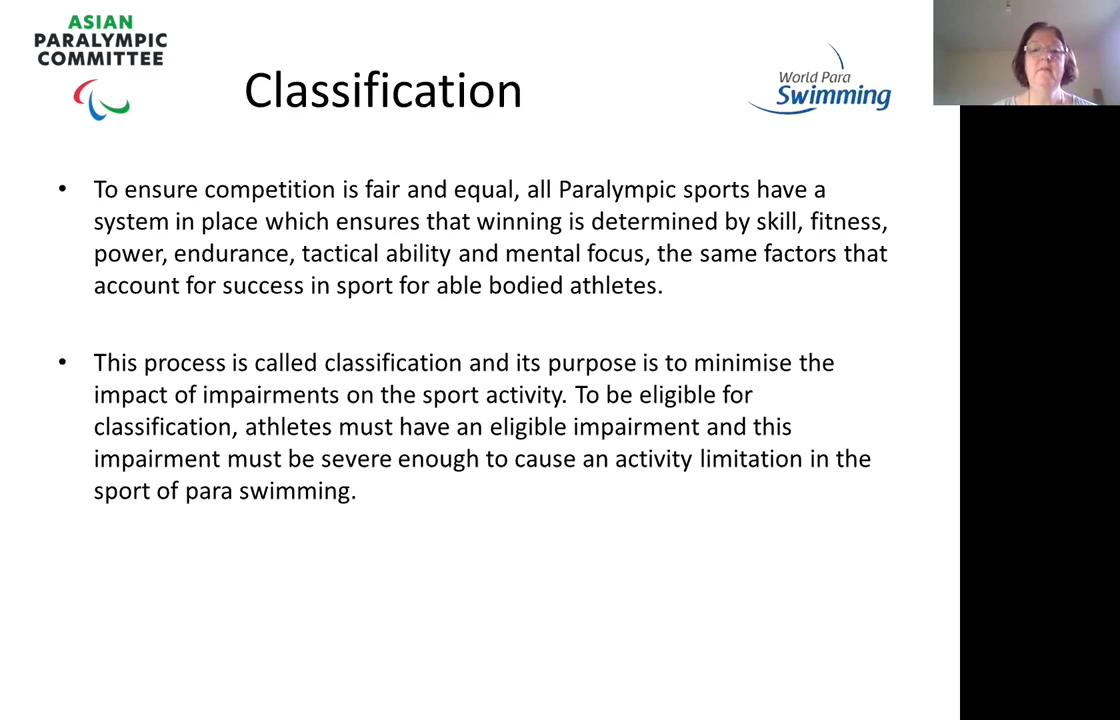 ASIAN
PARALYMPIC
COMMITTEE
Classification
World Para
Swimming
• To ensure competition is fair and equal, all Paralympic sports have a
system in place which ensures that winning is determined by skill, fitness,
power, endurance, tactical ability and mental focus, the same factors that
account for success in sport for able bodied athletes.
• This process is called classification and its purpose is to minimise the
impact of impairments on the sport activity. To be eligible for
classification, athletes must have an eligible impairment and this
impairment must be severe enough to cause an activity limitation in the
sport of para swimming.